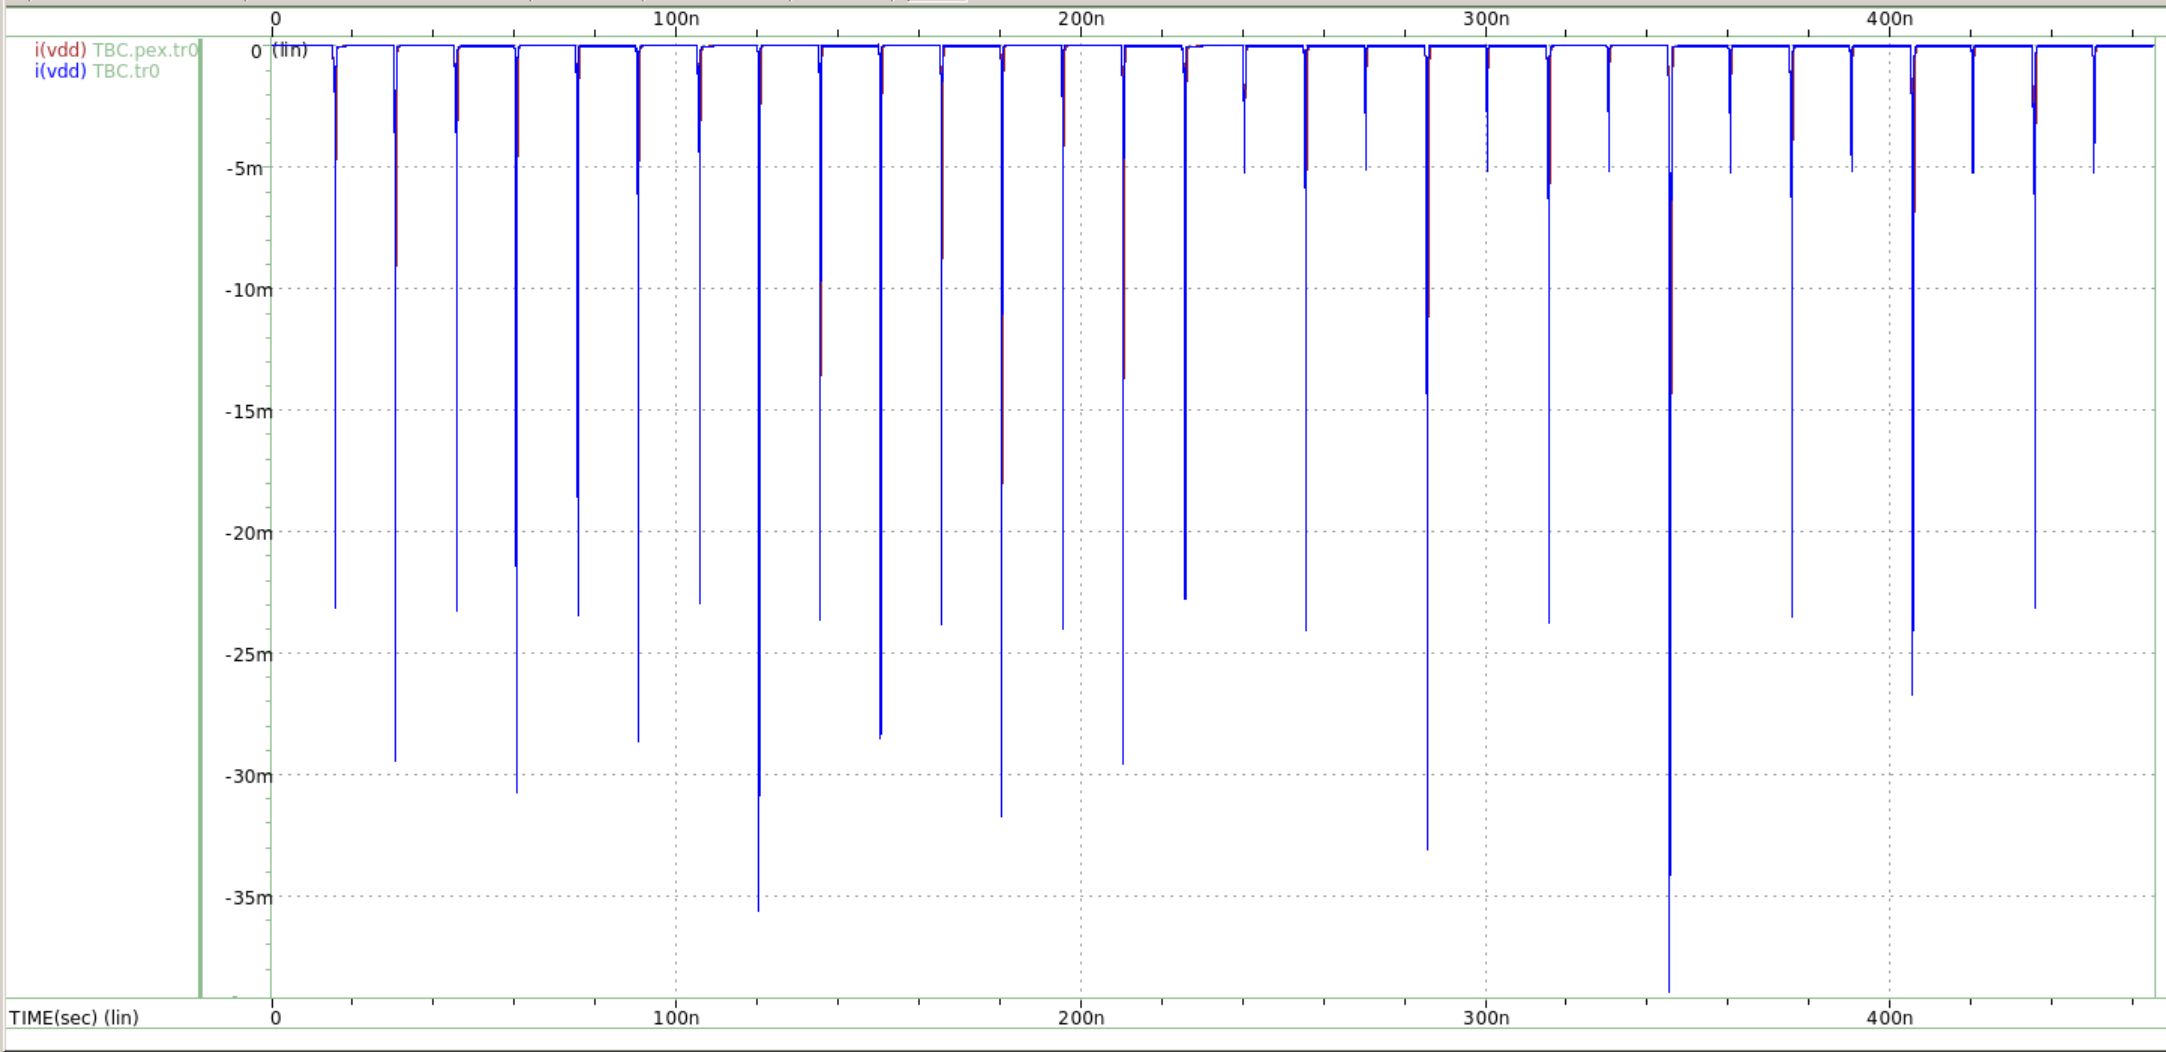 0 100n 200n 300n 400n
i(vdd) TBC.pex.tr0
i(vdd) TBC.tr0
0 (lin)
-5m
-10m
-15m
-20m
-25m
-30m
-35m
TIME(sec) (lin) 0 100n 200n 300n 400n